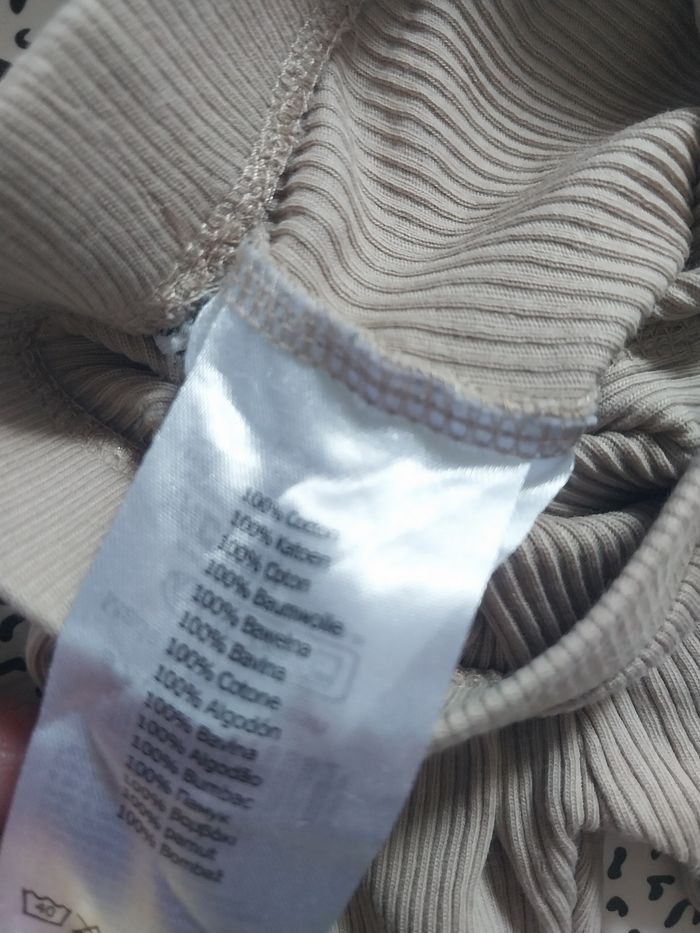 100% Cotton
100% Katoen
100% Coton
100% Baumwolle
100% Bawełna
100% Bavlna
100% Cotone
100% Algodón
100% Bavlna
100% Algodão
100% Bumbac
100% Памук
100% Βαμβάκι
100% Pamut
100% Bombaž
40